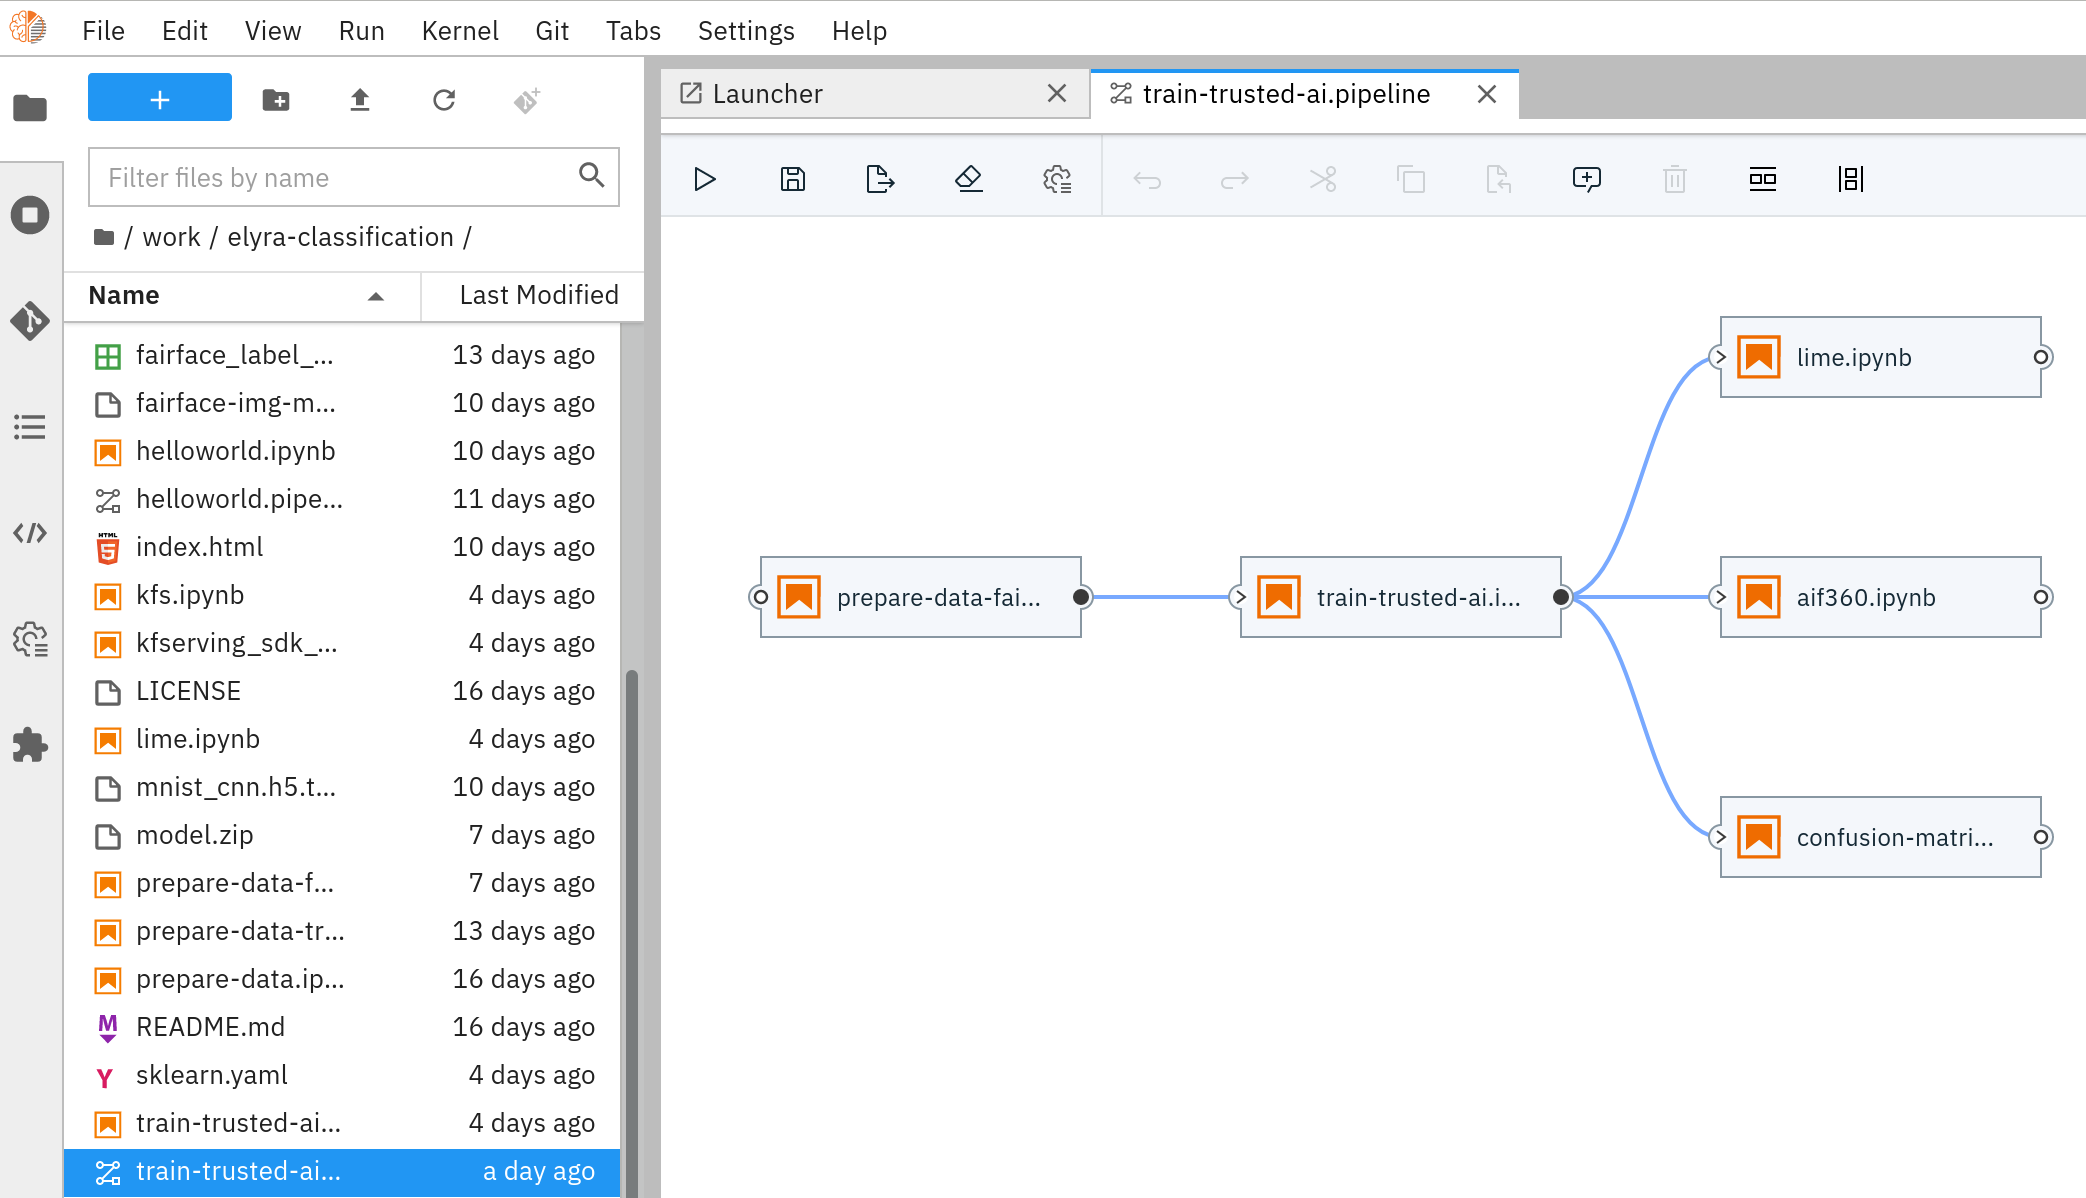 File Edit View Run Kernel Git Tabs Settings Help
Launcher
train-trusted-ai.pipeline
Filter files by name
/ work / elyra-classification /
Name Last Modified
fairface_label_... 13 days ago
fairface-img-m... 10 days ago
helloworld.ipynb 10 days ago
helloworld.pipe... 11 days ago
HTML
5
index.html 10 days ago
kfs.ipynb 4 days ago
kfserving_sdk_... 4 days ago
LICENSE 16 days ago
lime.ipynb 4 days ago
mnist_cnn.h5.t... 10 days ago
model.zip 7 days ago
prepare-data-f... 7 days ago
prepare-data-tr... 13 days ago
prepare-data.ip... 16 days ago
M README.md 16 days ago
Y sklearn.yaml 4 days ago
train-trusted-ai... 4 days ago
train-trusted-ai... a day ago
prepare-data-fai...
train-trusted-ai.i...
lime.ipynb
aif360.ipynb
confusion-matri...